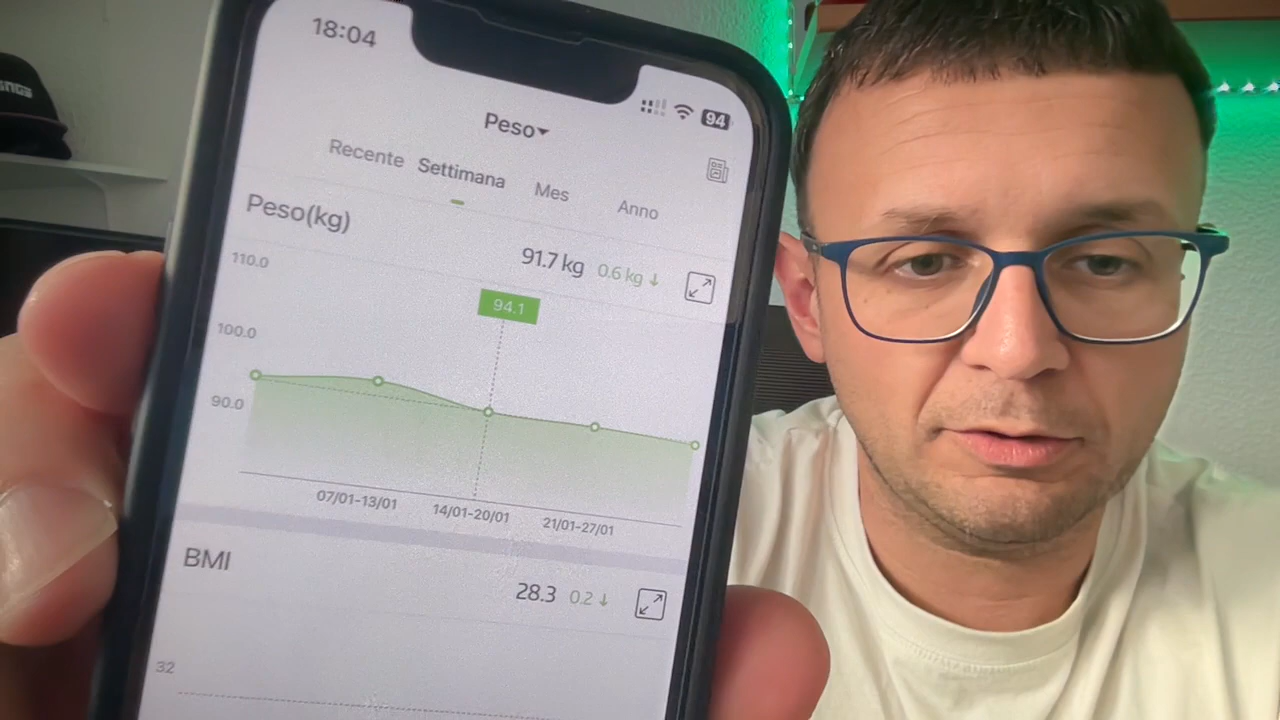 18:04
94
Peso▾
Recente Settimana Mes Anno
Peso(kg)
91.7 kg 0.6 kg ↓
110.0
94.1
100.0
90.0
07/01-13/01 14/01-20/01 21/01-27/01
BMI
28.3 0.2 ↓
32